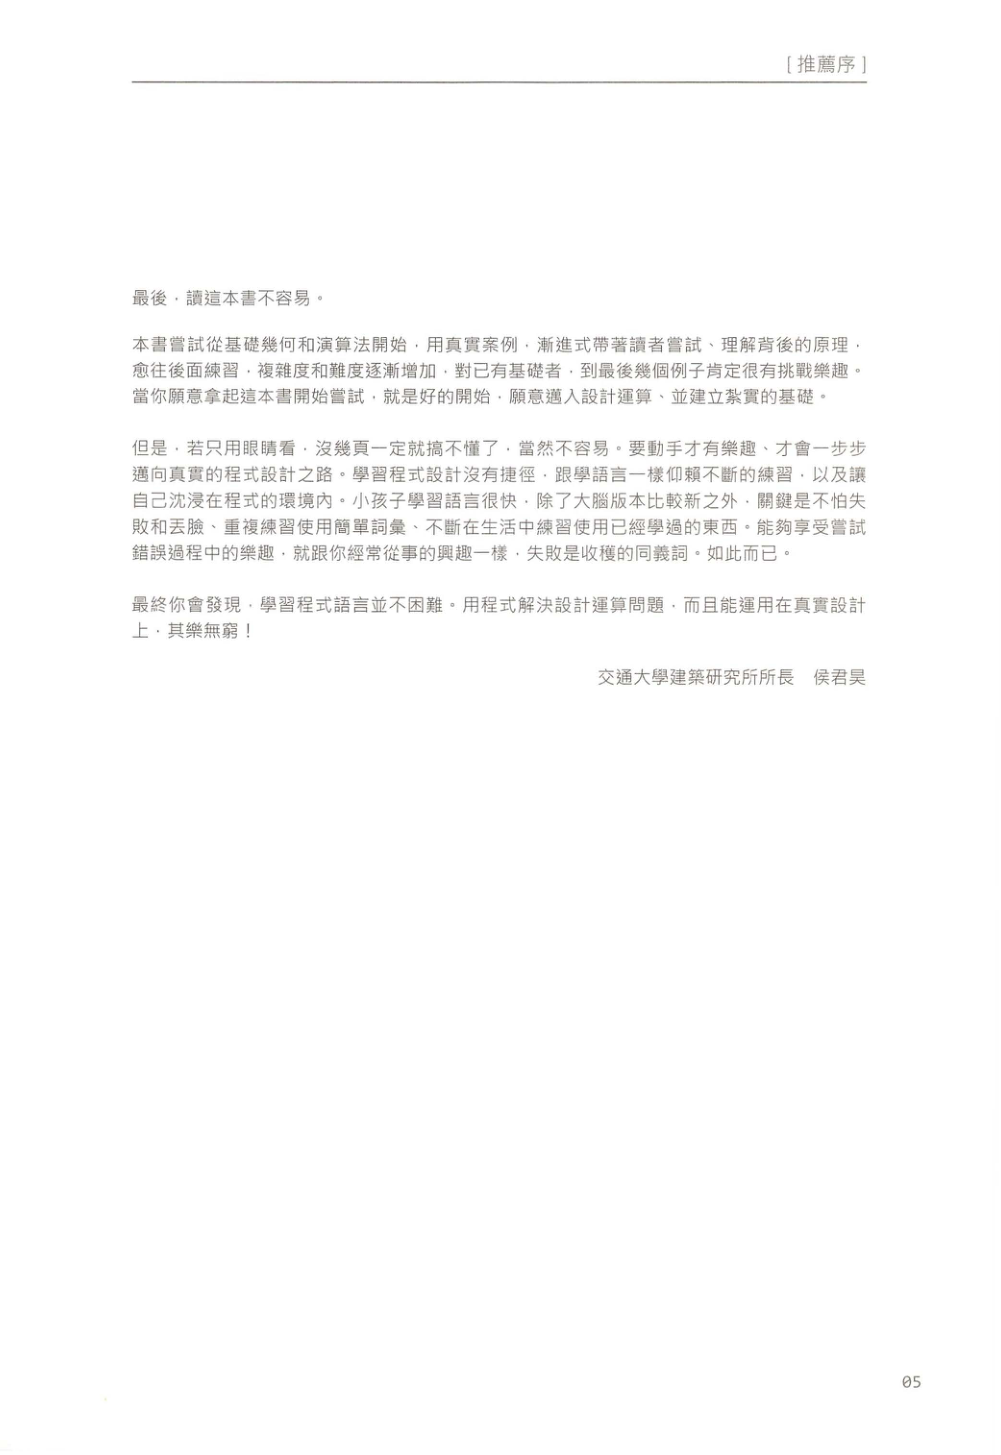 [ 推薦序 ]
最後，讀這本書不容易。
本書嘗試從基礎幾何和演算法開始，用真實案例，漸進式帶著讀者嘗試、理解背後的原理，
愈往後面練習，複雜度和難度逐漸增加，對已有基礎者，到最後幾個例子肯定很有挑戰樂趣。
當你願意拿起這本書開始嘗試，就是好的開始，願意邁入設計運算、並建立紮實的基礎。
但是，若只用眼睛看，沒幾頁一定就搞不懂了，當然不容易。要動手才有樂趣、才會一步步
邁向真實的程式設計之路。學習程式設計沒有捷徑，跟學語言一樣仰賴不斷的練習，以及讓
自己沈浸在程式的環境內。小孩子學習語言很快，除了大腦版本比較新之外，關鍵是不怕失
敗和丟臉、重複練習使用簡單詞彙、不斷在生活中練習使用已經學過的東西。能夠享受嘗試
錯誤過程中的樂趣，就跟你經常從事的興趣一樣，失敗是收穫的同義詞。如此而已。
最終你會發現，學習程式語言並不困難。用程式解決設計運算問題，而且能運用在真實設計
上，其樂無窮！
交通大學建築研究所所長　侯君昊
05